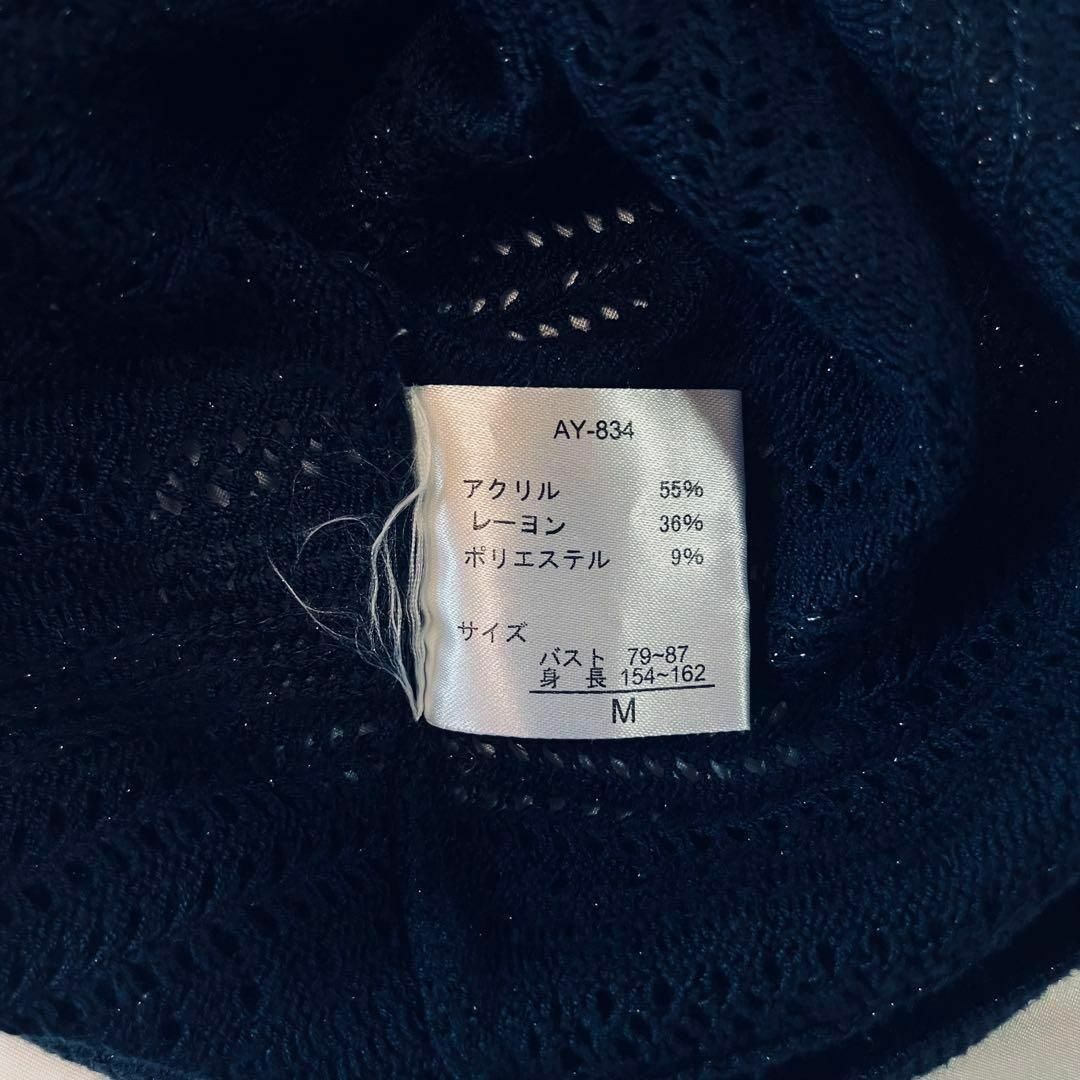 AY-834
アクリル 55%
レーヨン 36%
ポリエステル 9%
サイズ
バスト 79~87
身長 154~162
M